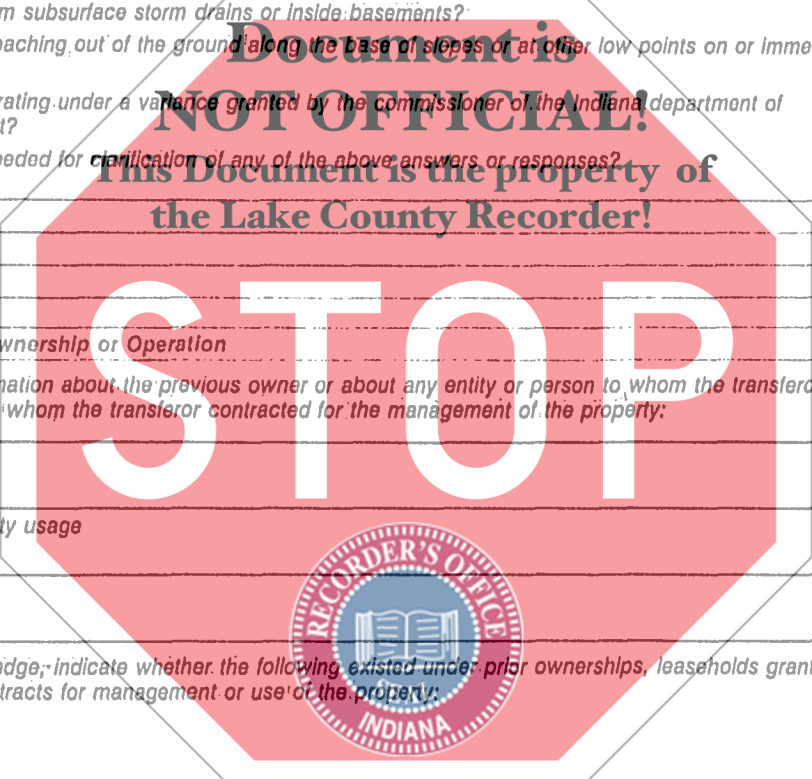 m subsurface storm drains or inside basements?
Document is
aching out of the ground along the base of slopes or at other low points on or imme
rating under a variance granted by the commissioner of the Indiana department of
NOT OFFICIAL!
t?
eeded for clarification of any of the above answers or responses?
This Document is the property of
the Lake County Recorder!
STOP
wnership or Operation
nation about the previous owner or about any entity or person to whom the transfero
whom the transferor contracted for the management of the property:
ty usage
RECORDER'S OFFICE
edge, indicate whether the following existed under prior ownerships, leaseholds grant
tracts for management or use of the property:
SEAL
INDIANA